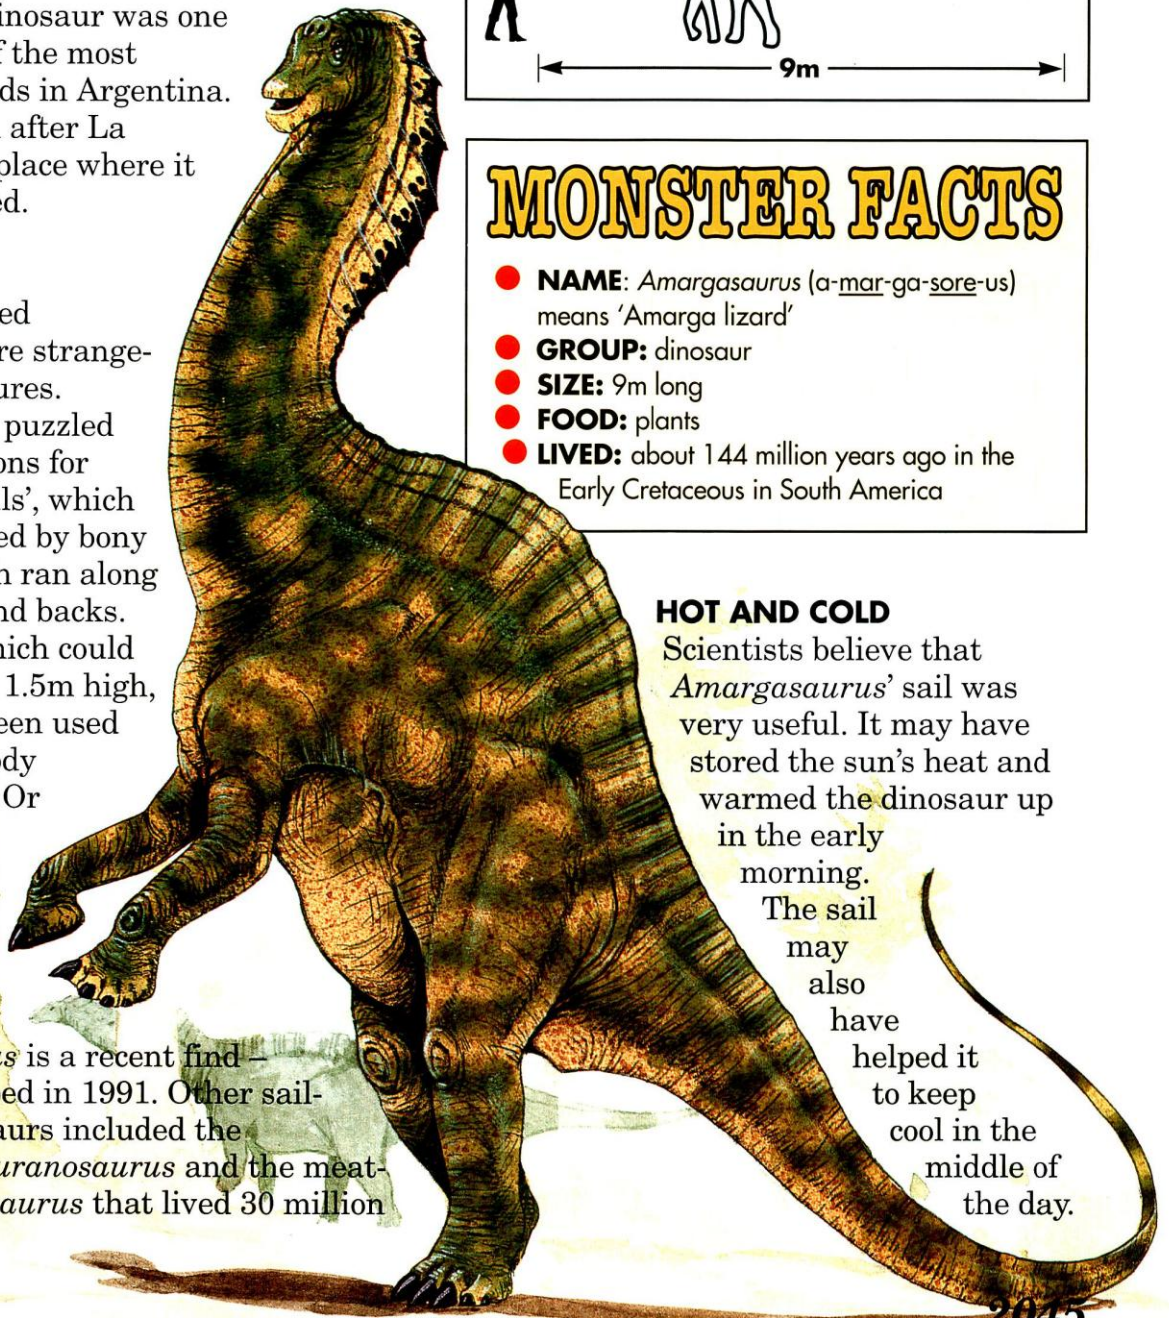 inosaur was one
f the most
ds in Argentina.
after La
place where it
ed.
ed
re strange-
ures.
puzzled
ons for
ls', which
ed by bony
n ran along
nd backs.
hich could
1.5m high,
een used
dy
Or
s is a recent find –
ed in 1991. Other sail-
aurs included the
uranosaurus and the meat-
aurus that lived 30 million
9m
MONSTER FACTS
● NAME: Amargasaurus (a-mar-ga-sore-us)
means 'Amarga lizard'
● GROUP: dinosaur
● SIZE: 9m long
● FOOD: plants
● LIVED: about 144 million years ago in the
Early Cretaceous in South America
HOT AND COLD
Scientists believe that
Amargasaurus' sail was
very useful. It may have
stored the sun's heat and
warmed the dinosaur up
in the early
morning.
The sail
may
also
have
helped it
to keep
cool in the
middle of
the day.
2045